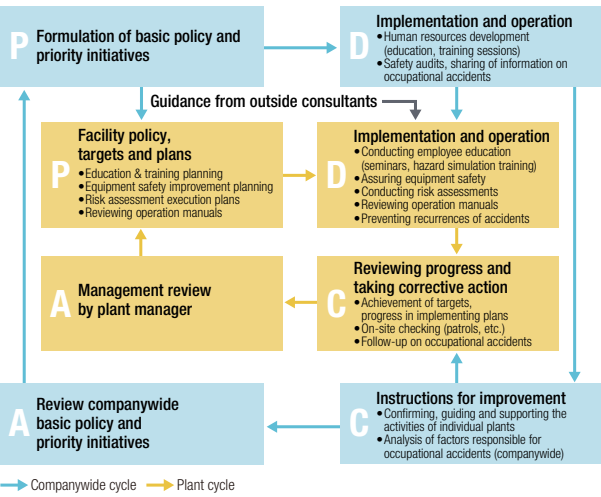 P
Formulation of basic policy and
priority initiatives
D
Implementation and operation
•Human resources development
(education, training sessions)
•Safety audits, sharing of information on
occupational accidents
Guidance from outside consultants
P
Facility policy,
targets and plans
•Education & training planning
•Equipment safety improvement planning
•Risk assessment execution plans
•Reviewing operation manuals
D
Implementation and operation
•Conducting employee education
(seminars, hazard simulation training)
•Assuring equipment safety
•Conducting risk assessments
•Reviewing operation manuals
•Preventing recurrences of accidents
A
Management review
by plant manager
C
Reviewing progress and
taking corrective action
•Achievement of targets,
progress in implementing plans
•On-site checking (patrols, etc.)
•Follow-up on occupational accidents
A
Review companywide
basic policy and
priority initiatives
C
Instructions for improvement
•Confirming, guiding and supporting the
activities of individual plants
•Analysis of factors responsible for
occupational accidents (companywide)
Companywide cycle
Plant cycle